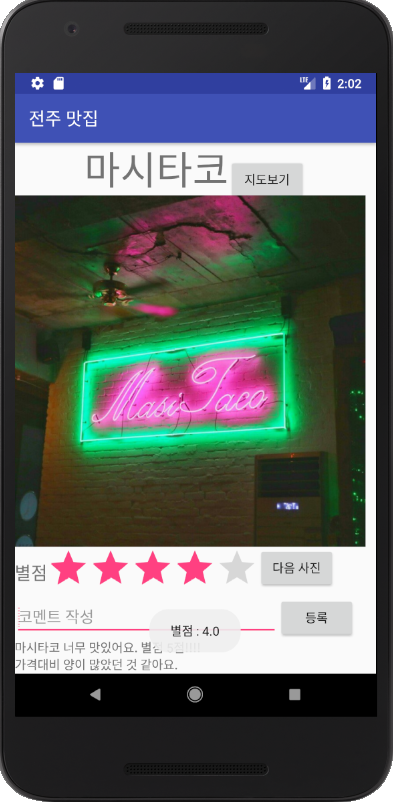 LTE 2:02
전주 맛집
마시타코 지도보기
Masi Taco
별점 다음 사진
코멘트 작성 등록
별점 : 4.0
마시타코 너무 맛있어요. 별점
가격대비 양이 많았던 것 같아요.